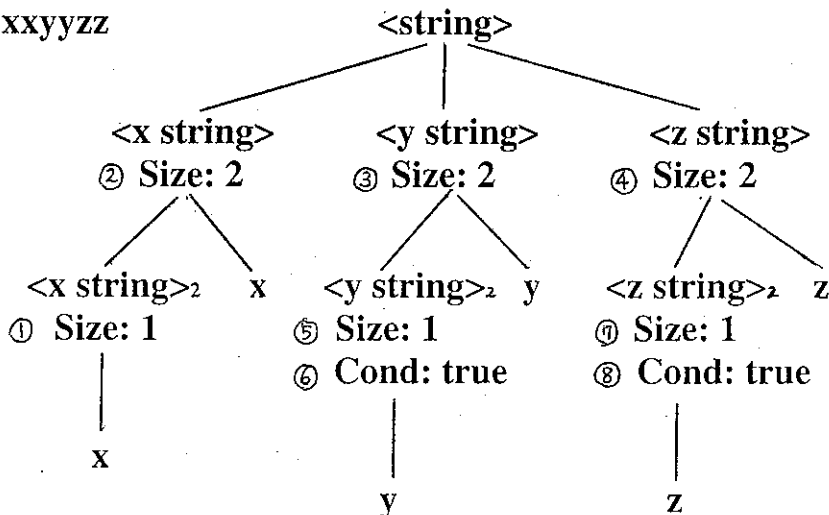 xxyyzz <string>
<x string> <y string> <z string>
② Size: 2 ③ Size: 2 ④ Size: 2
<x string>₂ x <y string>₂ y <z string>₂ z
① Size: 1 ⑤ Size: 1 ⑦ Size: 1
⑥ Cond: true ⑧ Cond: true
x
y z